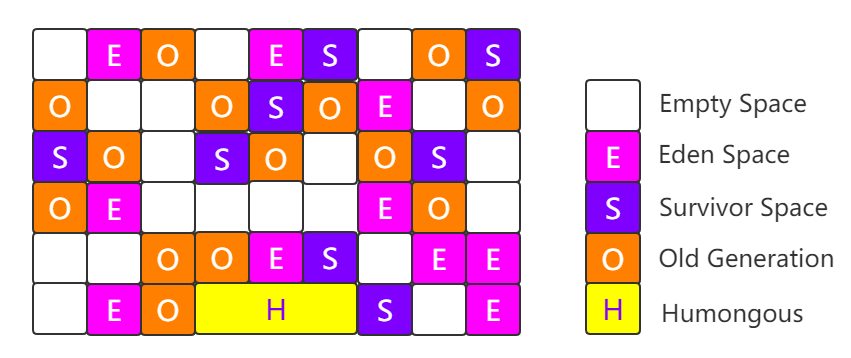 E O E S O S
O O S O E O
S O S O O S
O E E O
O O E S E E
E O H S E
Empty Space
E Eden Space
S Survivor Space
O Old Generation
H Humongous